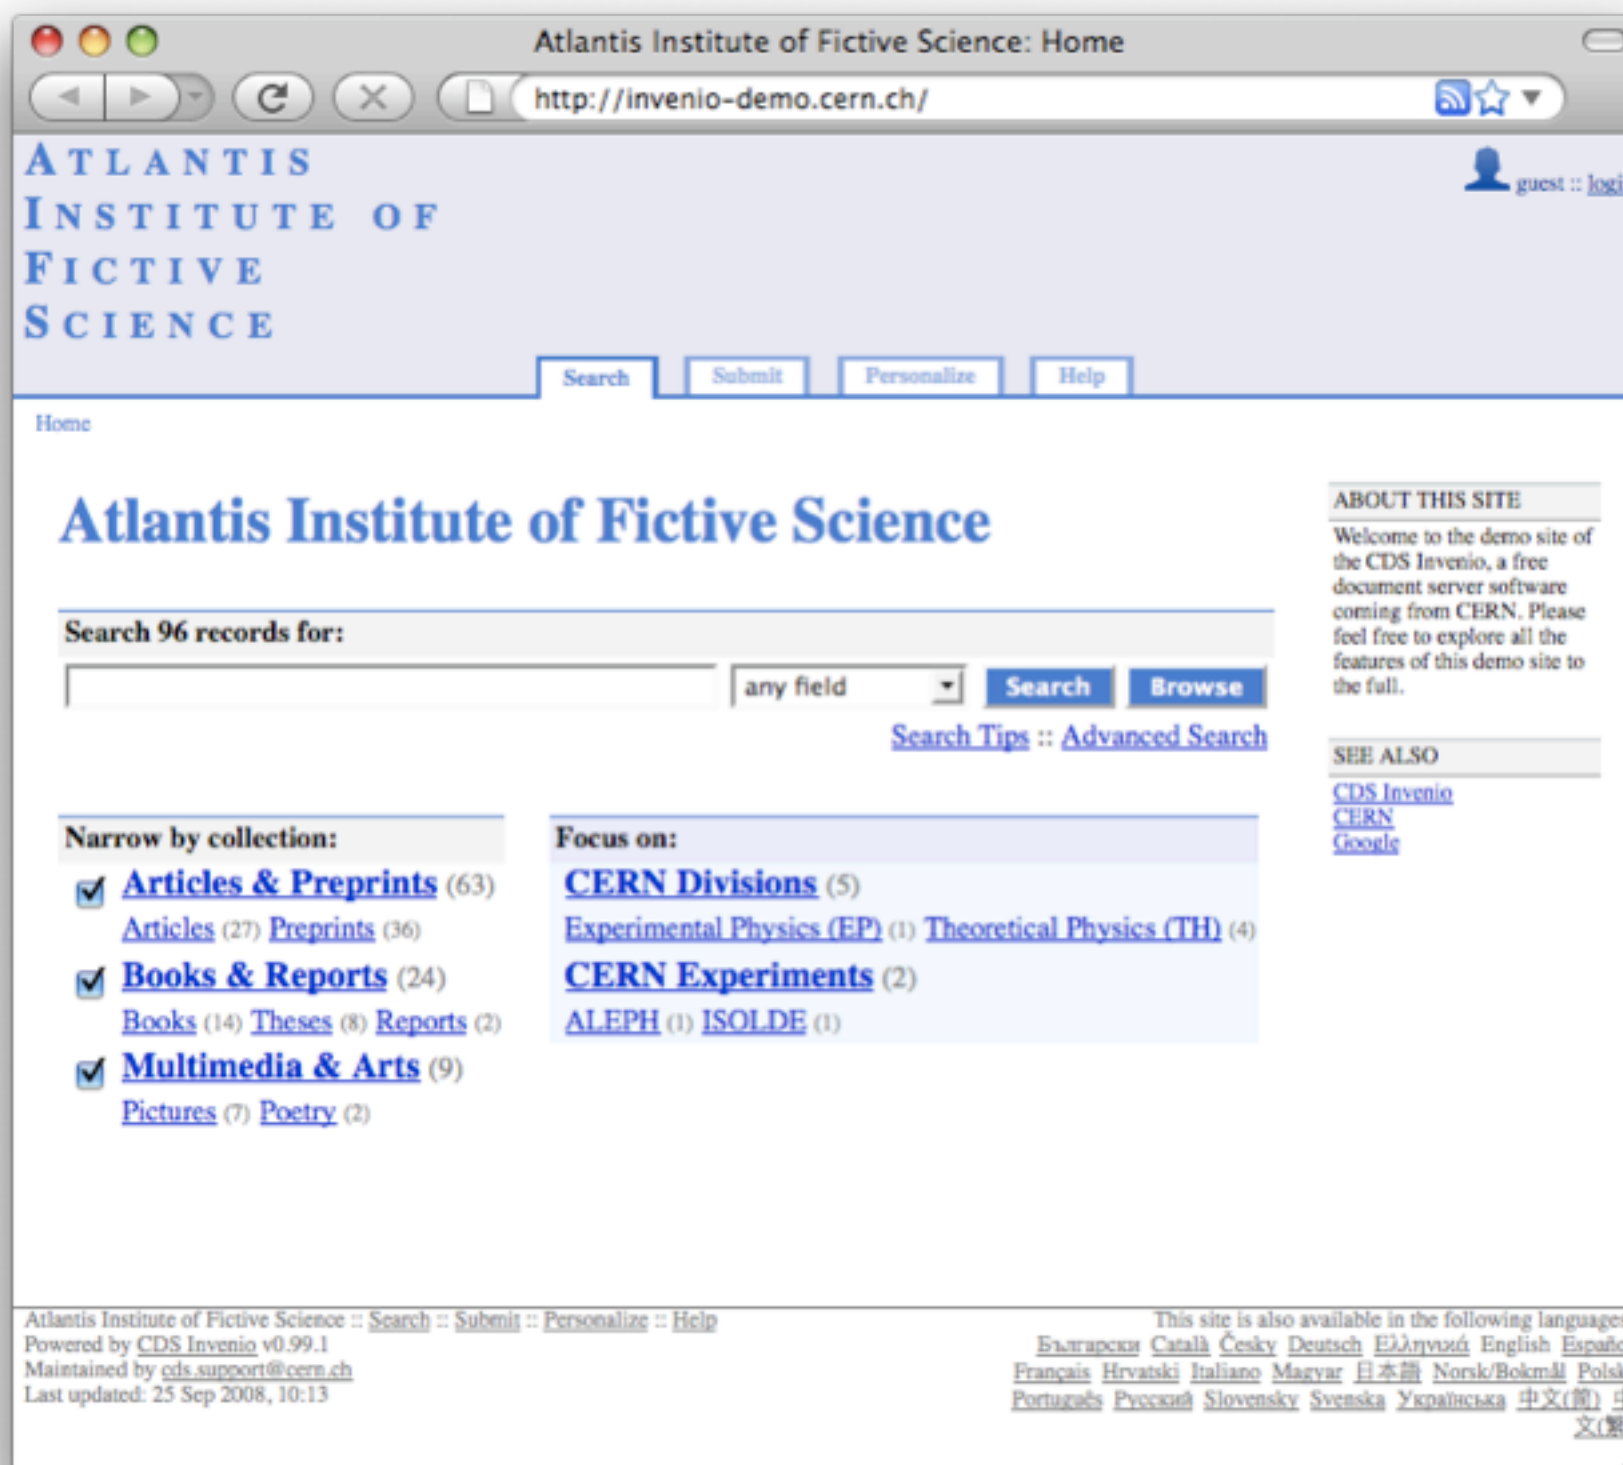 Atlantis Institute of Fictive Science: Home
http://invenio-demo.cern.ch/
ATLANTIS
INSTITUTE OF
FICTIVE
SCIENCE
guest :: logi
Search Submit Personalize Help
Home
Atlantis Institute of Fictive Science
Search 96 records for:
any field Search Browse
Search Tips :: Advanced Search
Narrow by collection:
Articles & Preprints (63)
Articles (27) Preprints (36)
Books & Reports (24)
Books (14) Theses (8) Reports (2)
Multimedia & Arts (9)
Pictures (7) Poetry (2)
Focus on:
CERN Divisions (5)
Experimental Physics (EP) (1) Theoretical Physics (TH) (4)
CERN Experiments (2)
ALEPH (1) ISOLDE (1)
ABOUT THIS SITE
Welcome to the demo site of
the CDS Invenio, a free
document server software
coming from CERN. Please
feel free to explore all the
features of this demo site to
the full.
SEE ALSO
CDS Invenio
CERN
Google
Atlantis Institute of Fictive Science :: Search :: Submit :: Personalize :: Help
Powered by CDS Invenio v0.99.1
Maintained by cds.support@cern.ch
Last updated: 25 Sep 2008, 10:13
This site is also available in the following languages
Български Català Česky Deutsch Ελληνικά English Españo
Français Hrvatski Italiano Magyar 日本語 Norsk/Bokmål Polsk
Português Русский Slovensky Svenska Українська 中文(简) 中
文(繁